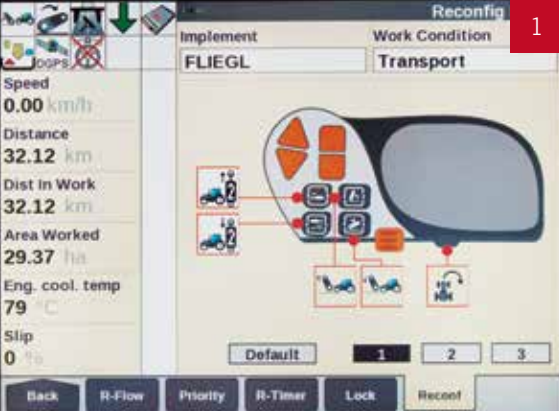 Reconfig
1
DGPS
Implement
Work Condition
FLIEGL
Transport
Speed
0.00 km/h
Distance
32.12 km
Dist In Work
32.12 km
Area Worked
29.37 ha
Eng. cool. temp
79 °C
Slip
0 %
Default
1
2
3
Back
R-Flow
Priority
R-Timer
Lock
Reconf